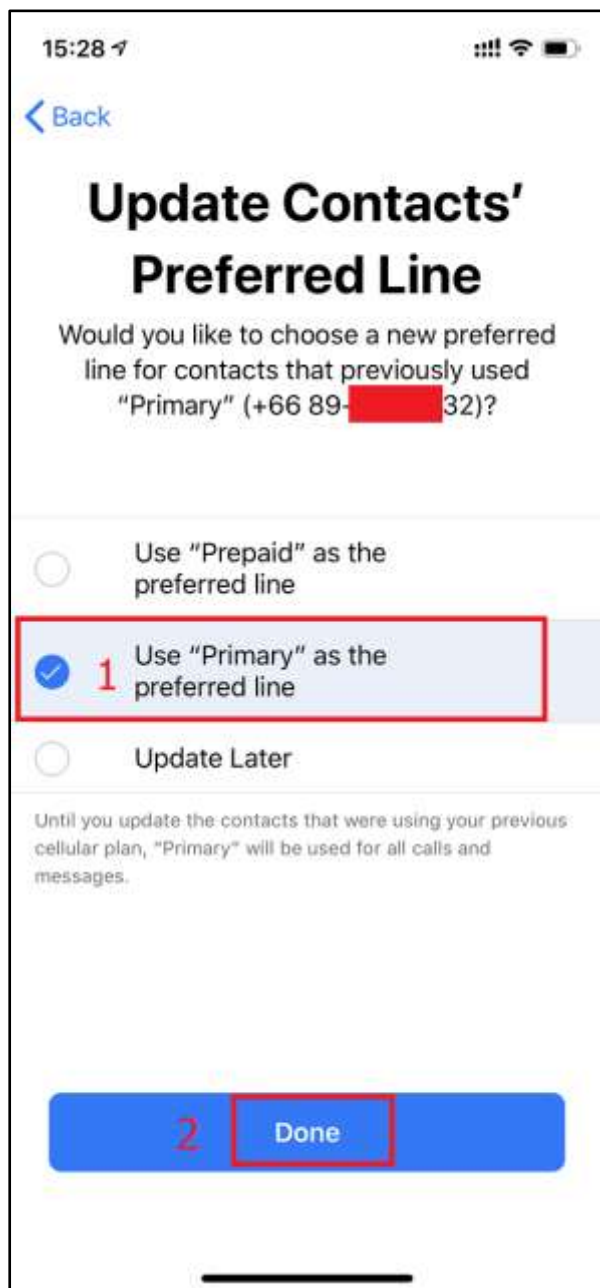 15:28
Back
Update Contacts’
Preferred Line
Would you like to choose a new preferred
line for contacts that previously used
“Primary” (+66 89- 32)?
Use “Prepaid” as the
preferred line
1
Use “Primary” as the
preferred line
Update Later
Until you update the contacts that were using your previous
cellular plan, “Primary” will be used for all calls and
messages.
2 Done